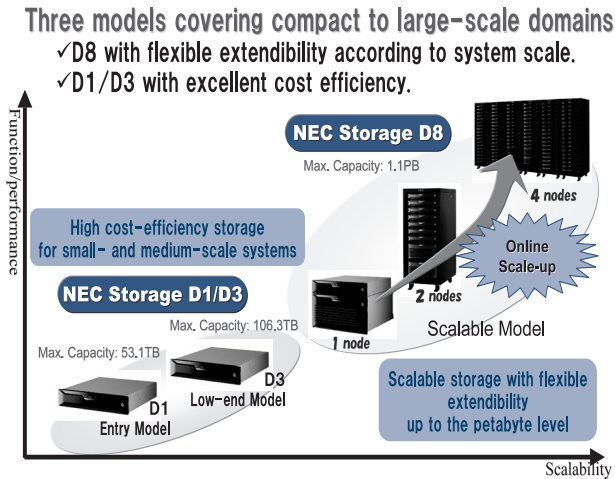 Three models covering compact to large-scale domains
✓D8 with flexible extendibility according to system scale.
✓D1/D3 with excellent cost efficiency.
Function/performance
NEC Storage D8
Max. Capacity: 1.1PB
4 nodes
High cost-efficiency storage
for small- and medium-scale systems
Online
Scale-up
2 nodes
NEC Storage D1/D3
Max. Capacity: 106.3TB
1 node
Scalable Model
Max. Capacity: 53.1TB
D3
Low-end Model
D1
Entry Model
Scalable storage with flexible
extendibility
up to the petabyte level
Scalability